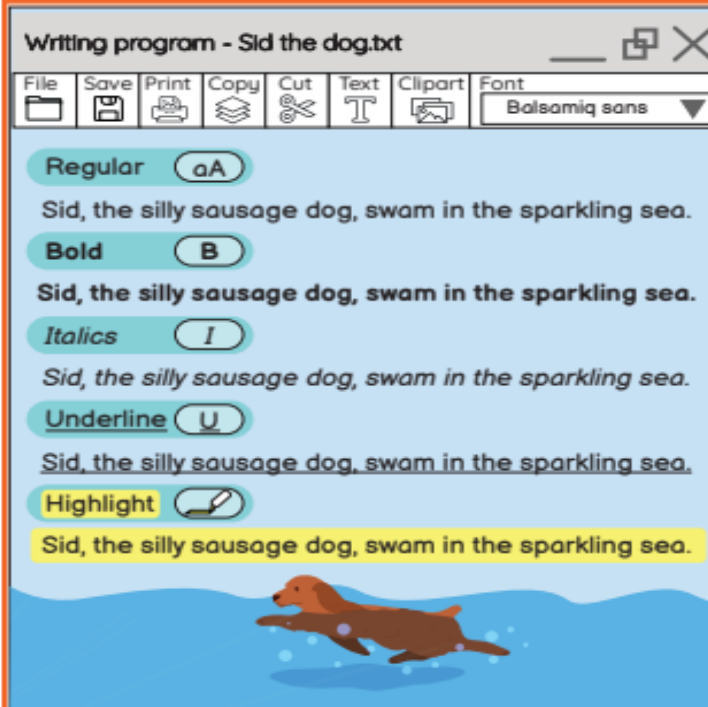 Writing program - Sid the dog.txt
File Save Print Copy Cut Text Clipart Font
Balsamiq sans
Regular aA
Sid, the silly sausage dog, swam in the sparkling sea.
Bold B
Sid, the silly sausage dog, swam in the sparkling sea.
Italics I
Sid, the silly sausage dog, swam in the sparkling sea.
Underline U
Sid, the silly sausage dog, swam in the sparkling sea.
Highlight
Sid, the silly sausage dog, swam in the sparkling sea.